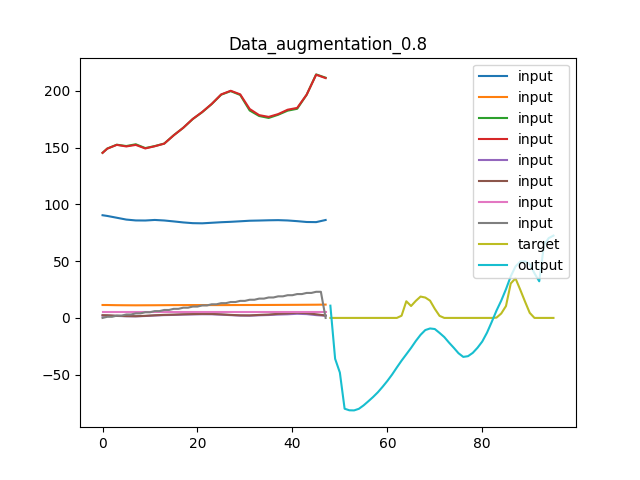 Data_augmentation_0.8
input
input
input
input
input
input
input
input
target
output
200
150
100
50
0
−50
0 20 40 60 80